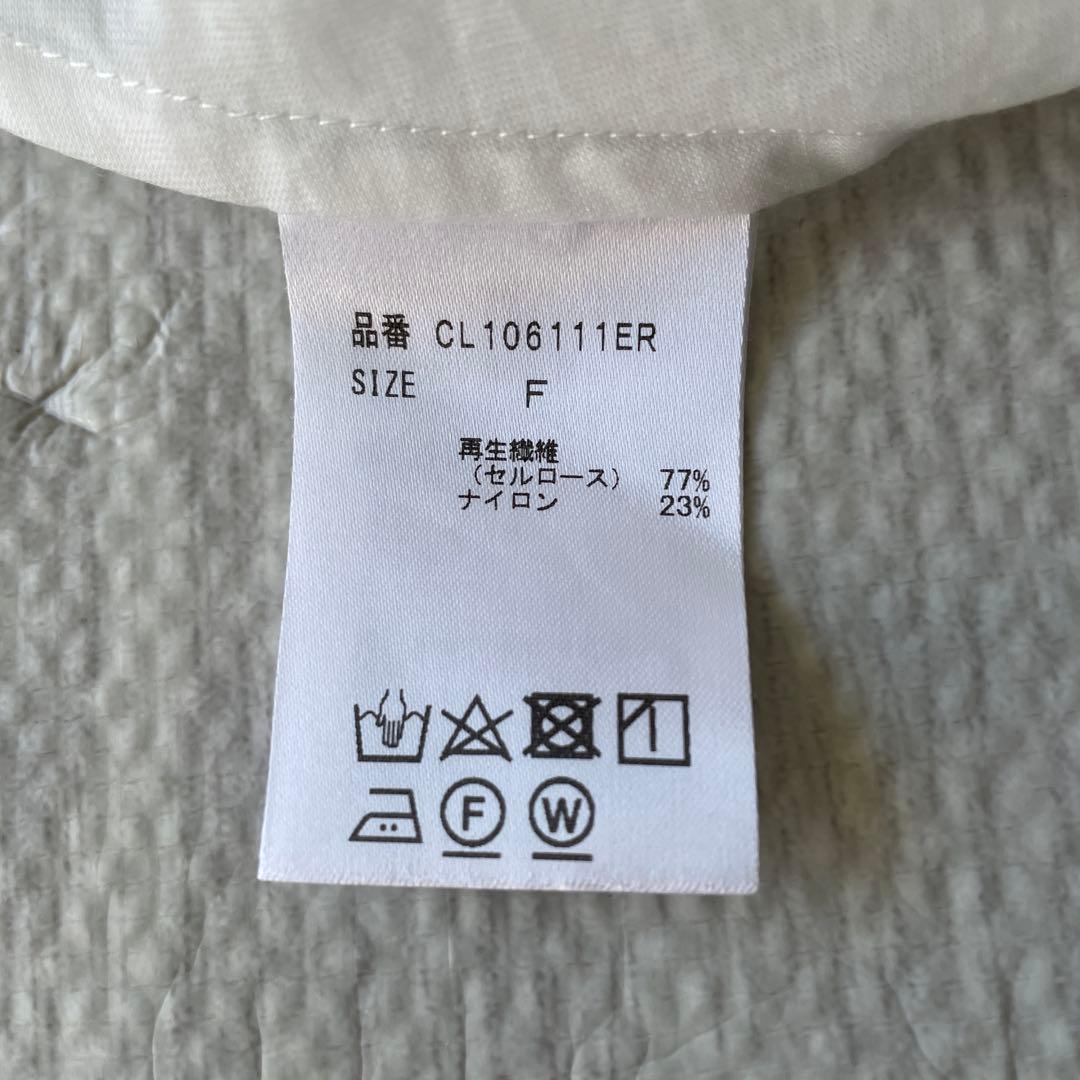 品番 CL106111ER
SIZE F
再生繊維
(セルロース) 77%
ナイロン 23%
F W